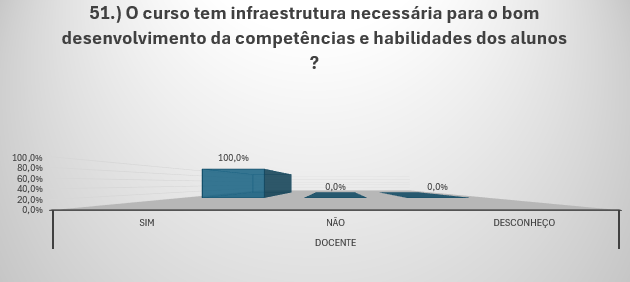 51.) O curso tem infraestrutura necessária para o bom
desenvolvimento da competências e habilidades dos alunos
?
100,0%
80,0%
60,0%
40,0%
20,0%
0,0%
100,0%
0,0%
0,0%
SIM
NÃO
DESCONHEÇO
DOCENTE